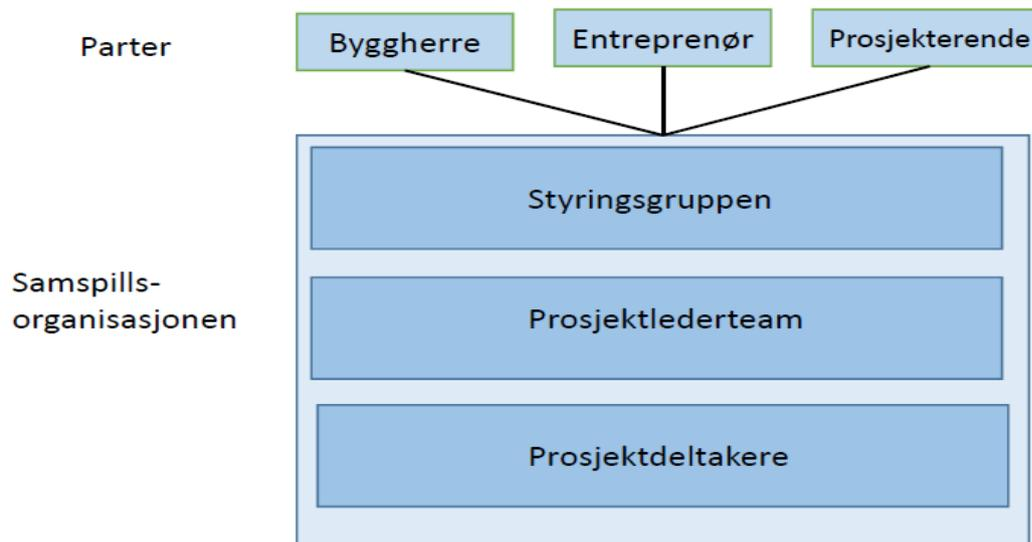 Parter
Byggherre
Entreprenør
Prosjekterende
Styringsgruppen
Samspills-
organisasjonen
Prosjektlederteam
Prosjektdeltakere